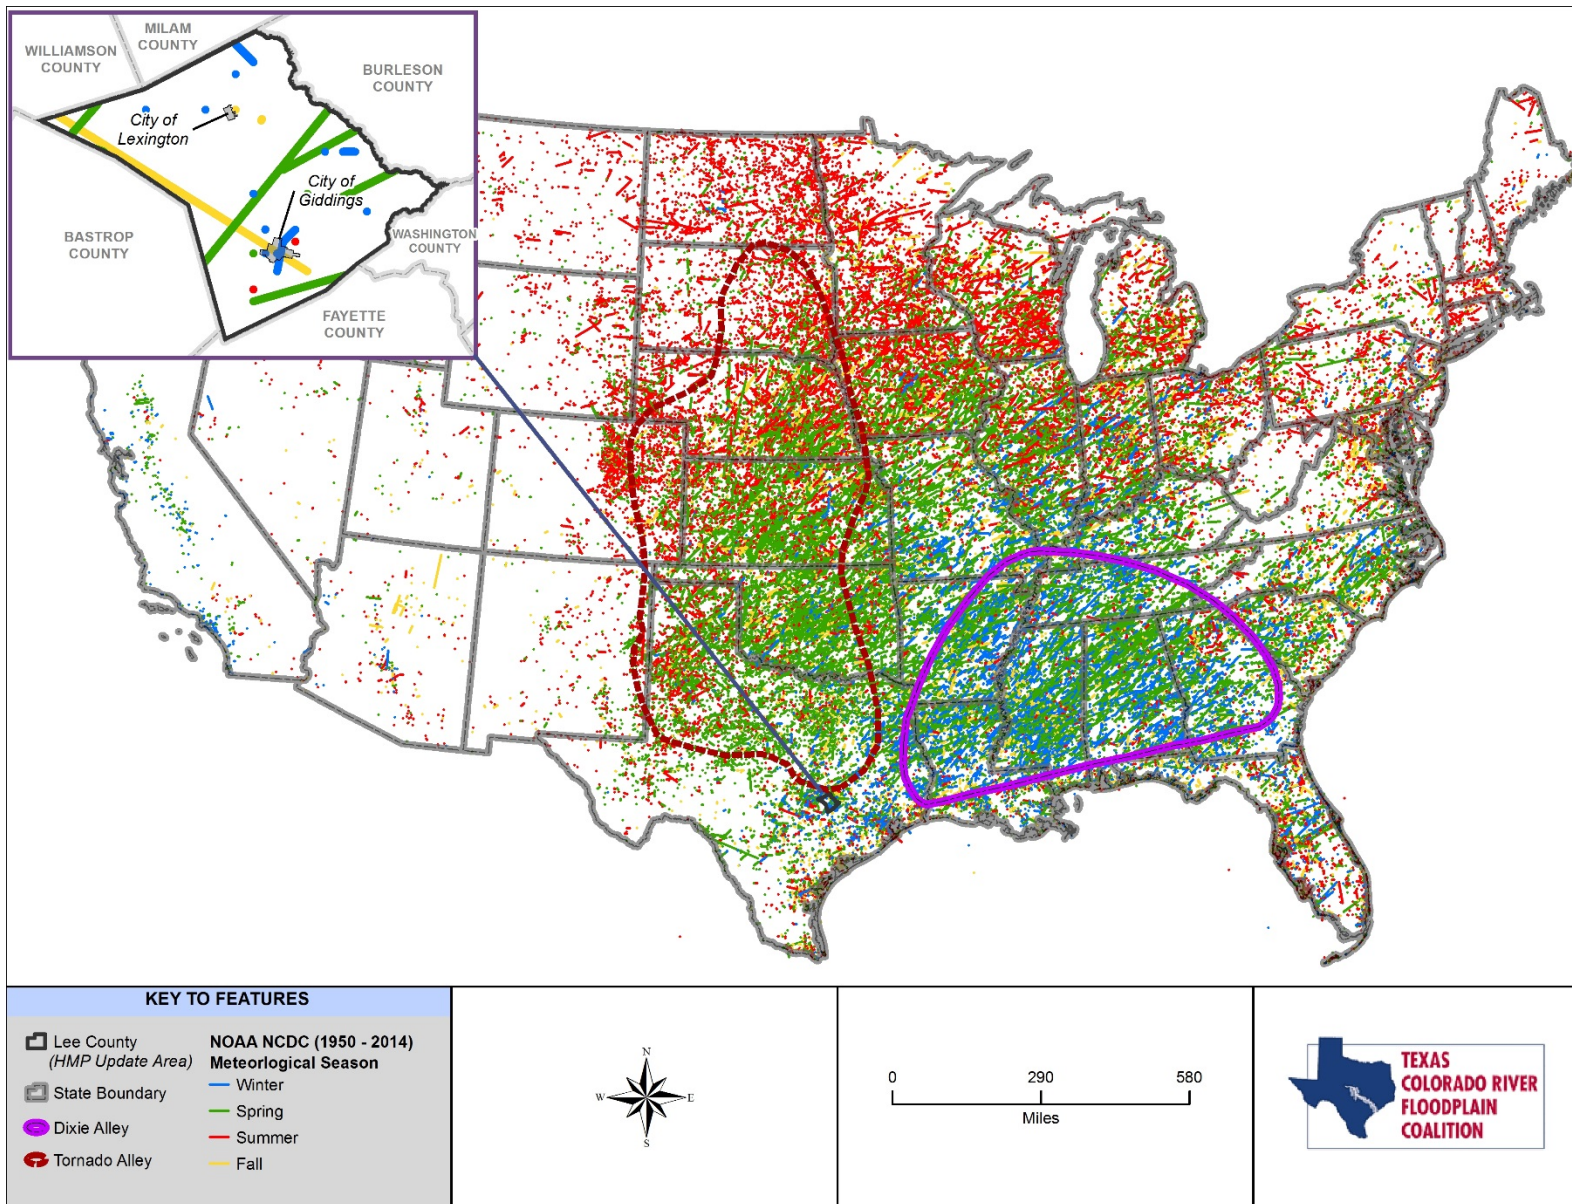 MILAM
COUNTY
WILLIAMSON
COUNTY
BURLESON
COUNTY
City of
Lexington
City of
Giddings
BASTROP
COUNTY
WASHINGTON
COUNTY
FAYETTE
COUNTY
KEY TO FEATURES
Lee County
(HMP Update Area)
State Boundary
Dixie Alley
Tornado Alley
NOAA NCDC (1950 - 2014)
Meteorlogical Season
Winter
Spring
Summer
Fall
N
W
E
S
0 290 580
Miles
TEXAS
COLORADO RIVER
FLOODPLAIN
COALITION